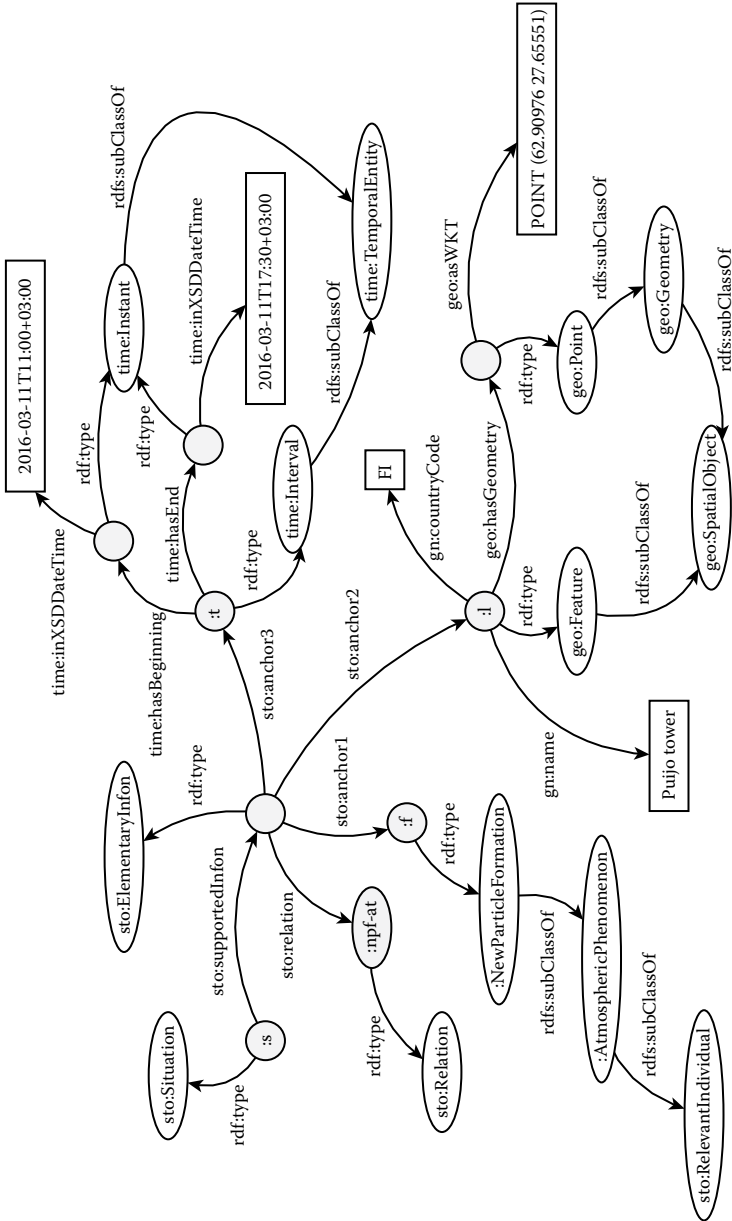 2016-03-11T11:00+03:00
time:inXSDDateTime
rdf:type
time:Instant
rdfs:subClassOf
time:hasBeginning
time:hasEnd
rdf:type
time:inXSDDateTime
2016-03-11T17:30+03:00
:t
rdf:type
time:Interval
rdfs:subClassOf
time:TemporalEntity
sto:ElementaryInfon
rdf:type
sto:anchor3
sto:Situation
rdf:type
:s
sto:supportedInfon
sto:relation
:npf-at
rdf:type
sto:Relation
sto:anchor1
sto:anchor2
:f
rdf:type
:NewParticleFormation
rdfs:subClassOf
:AtmosphericPhenomenon
rdfs:subClassOf
sto:RelevantIndividual
:l
FI
gn:countryCode
geo:hasGeometry
geo:asWKT
POINT (62.90976 27.65551)
rdf:type
geo:Point
rdfs:subClassOf
geo:Geometry
rdfs:subClassOf
rdf:type
geo:Feature
rdfs:subClassOf
geo:SpatialObject
gn:name
Puijo tower